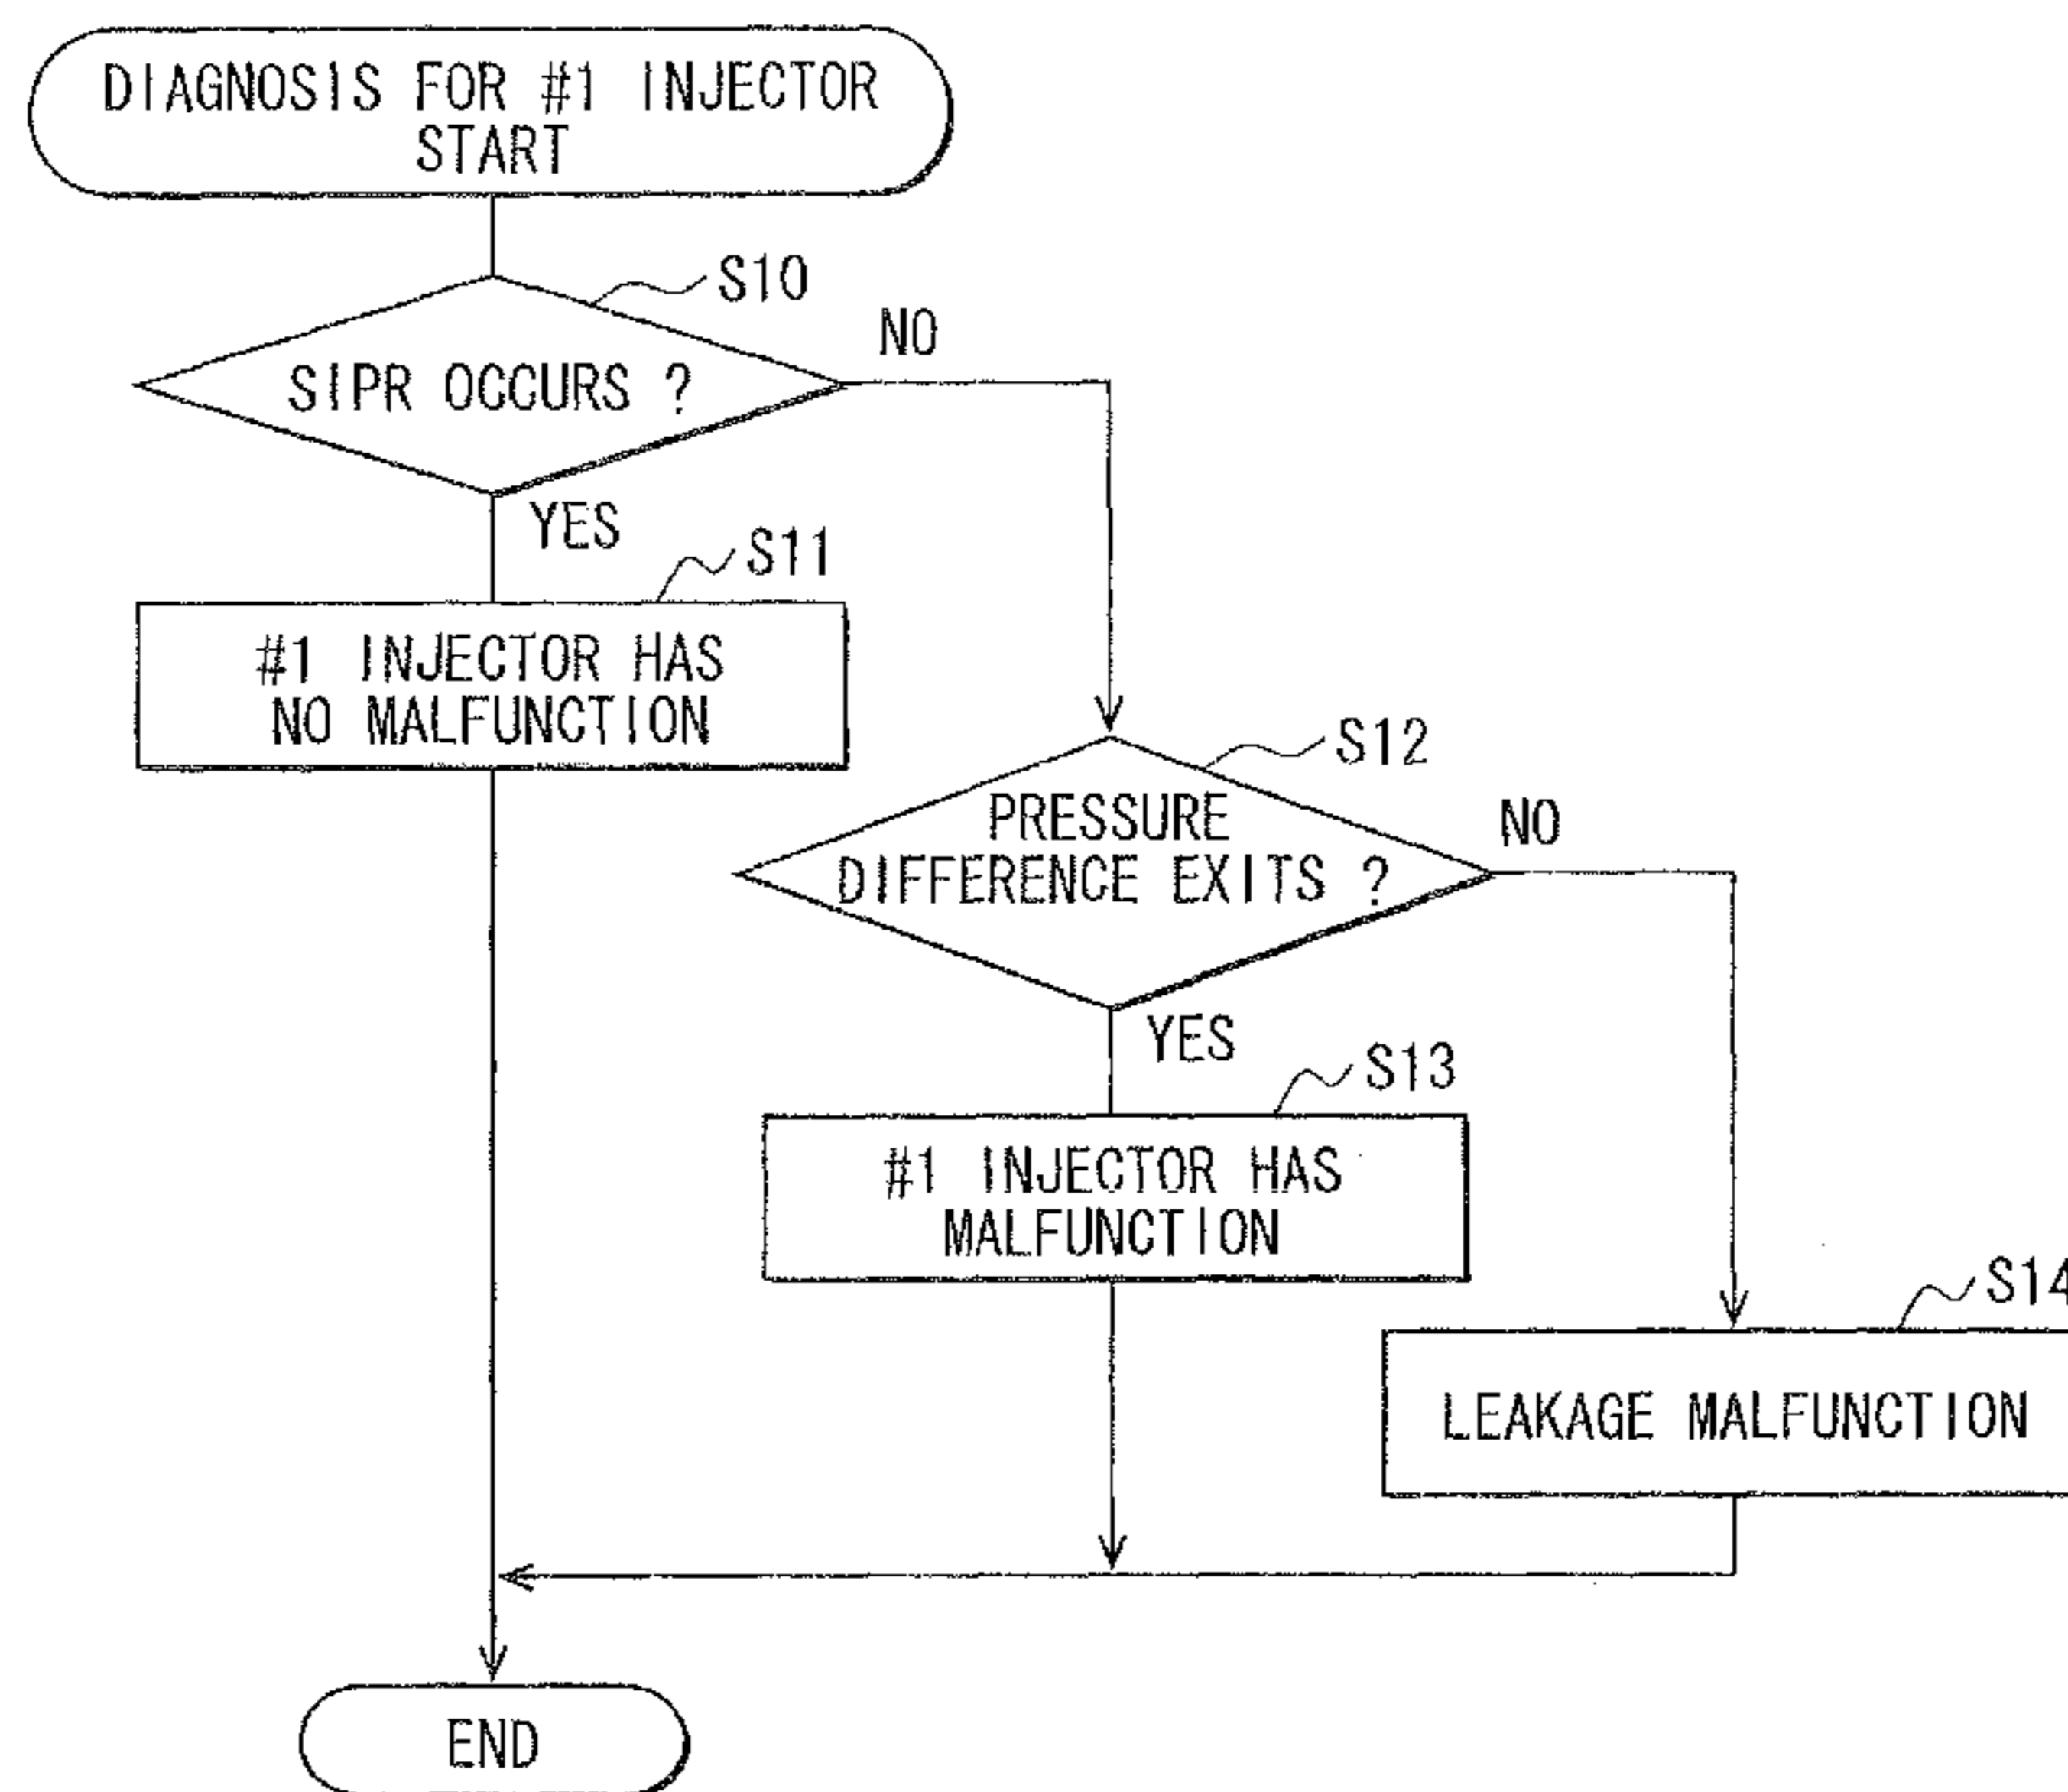 DIAGNOSIS FOR #1 INJECTOR
START
S10
NO
SIPR OCCURS ?
YES
S11
#1 INJECTOR HAS
NO MALFUNCTION
S12
PRESSURE
NO
DIFFERENCE EXITS ?
YES
S13
#1 INJECTOR HAS
MALFUNCTION
S14
LEAKAGE MALFUNCTION
END